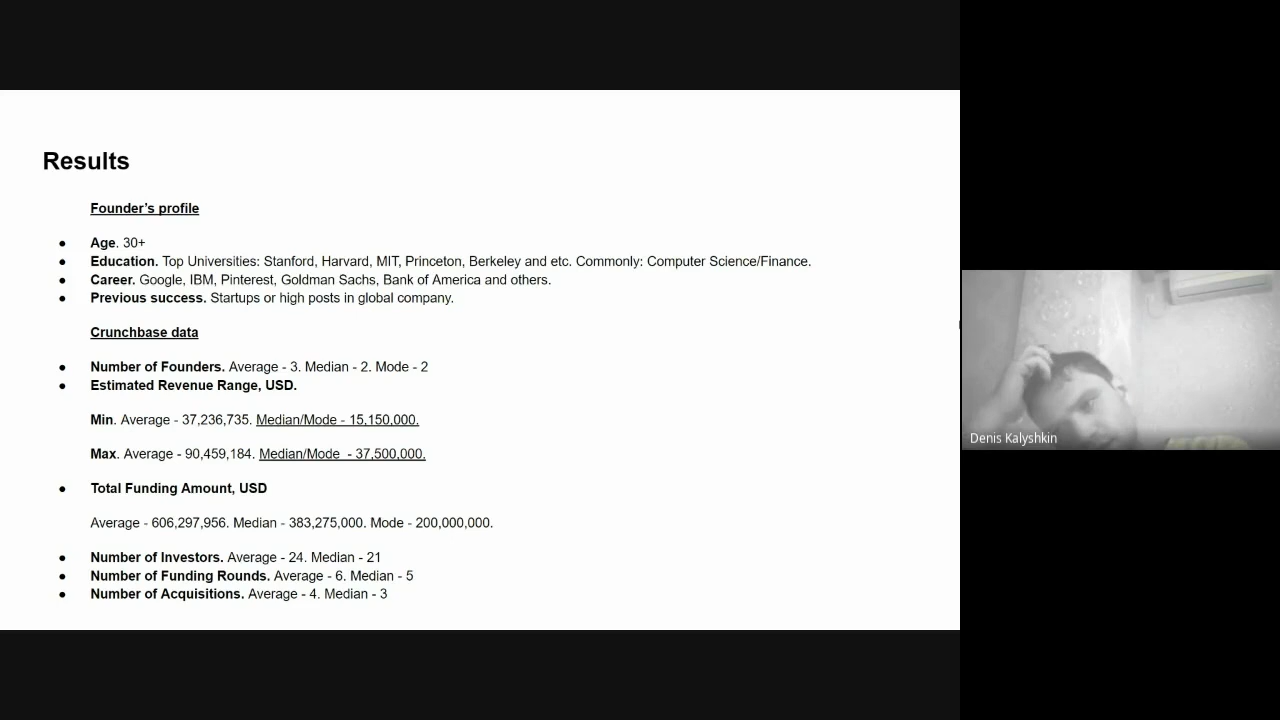 Results
Founder's profile
● Age. 30+
● Education. Top Universities: Stanford, Harvard, MIT, Princeton, Berkeley and etc. Commonly: Computer Science/Finance.
● Career. Google, IBM, Pinterest, Goldman Sachs, Bank of America and others.
● Previous success. Startups or high posts in global company.
Crunchbase data
● Number of Founders. Average - 3. Median - 2. Mode - 2
● Estimated Revenue Range, USD.
Min. Average - 37,236,735. Median/Mode - 15,150,000.
Max. Average - 90,459,184. Median/Mode - 37,500,000.
● Total Funding Amount, USD
Average - 606,297,956. Median - 383,275,000. Mode - 200,000,000.
● Number of Investors. Average - 24. Median - 21
● Number of Funding Rounds. Average - 6. Median - 5
● Number of Acquisitions. Average - 4. Median - 3
Denis Kalyshkin